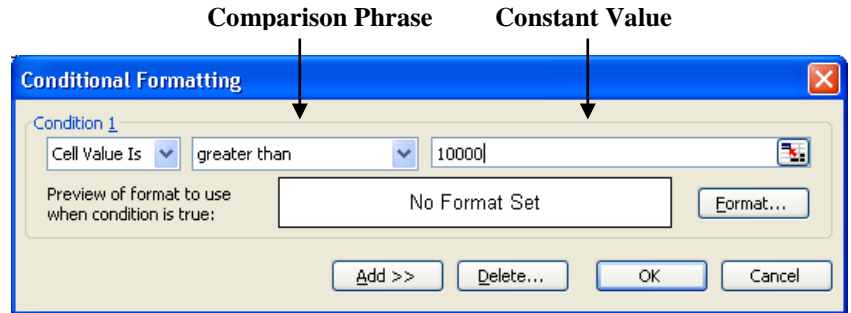 Comparison Phrase Constant Value
Conditional Formatting
Condition 1
Cell Value Is greater than 10000
Preview of format to use
when condition is true:
No Format Set
Format...
Add >> Delete... OK Cancel